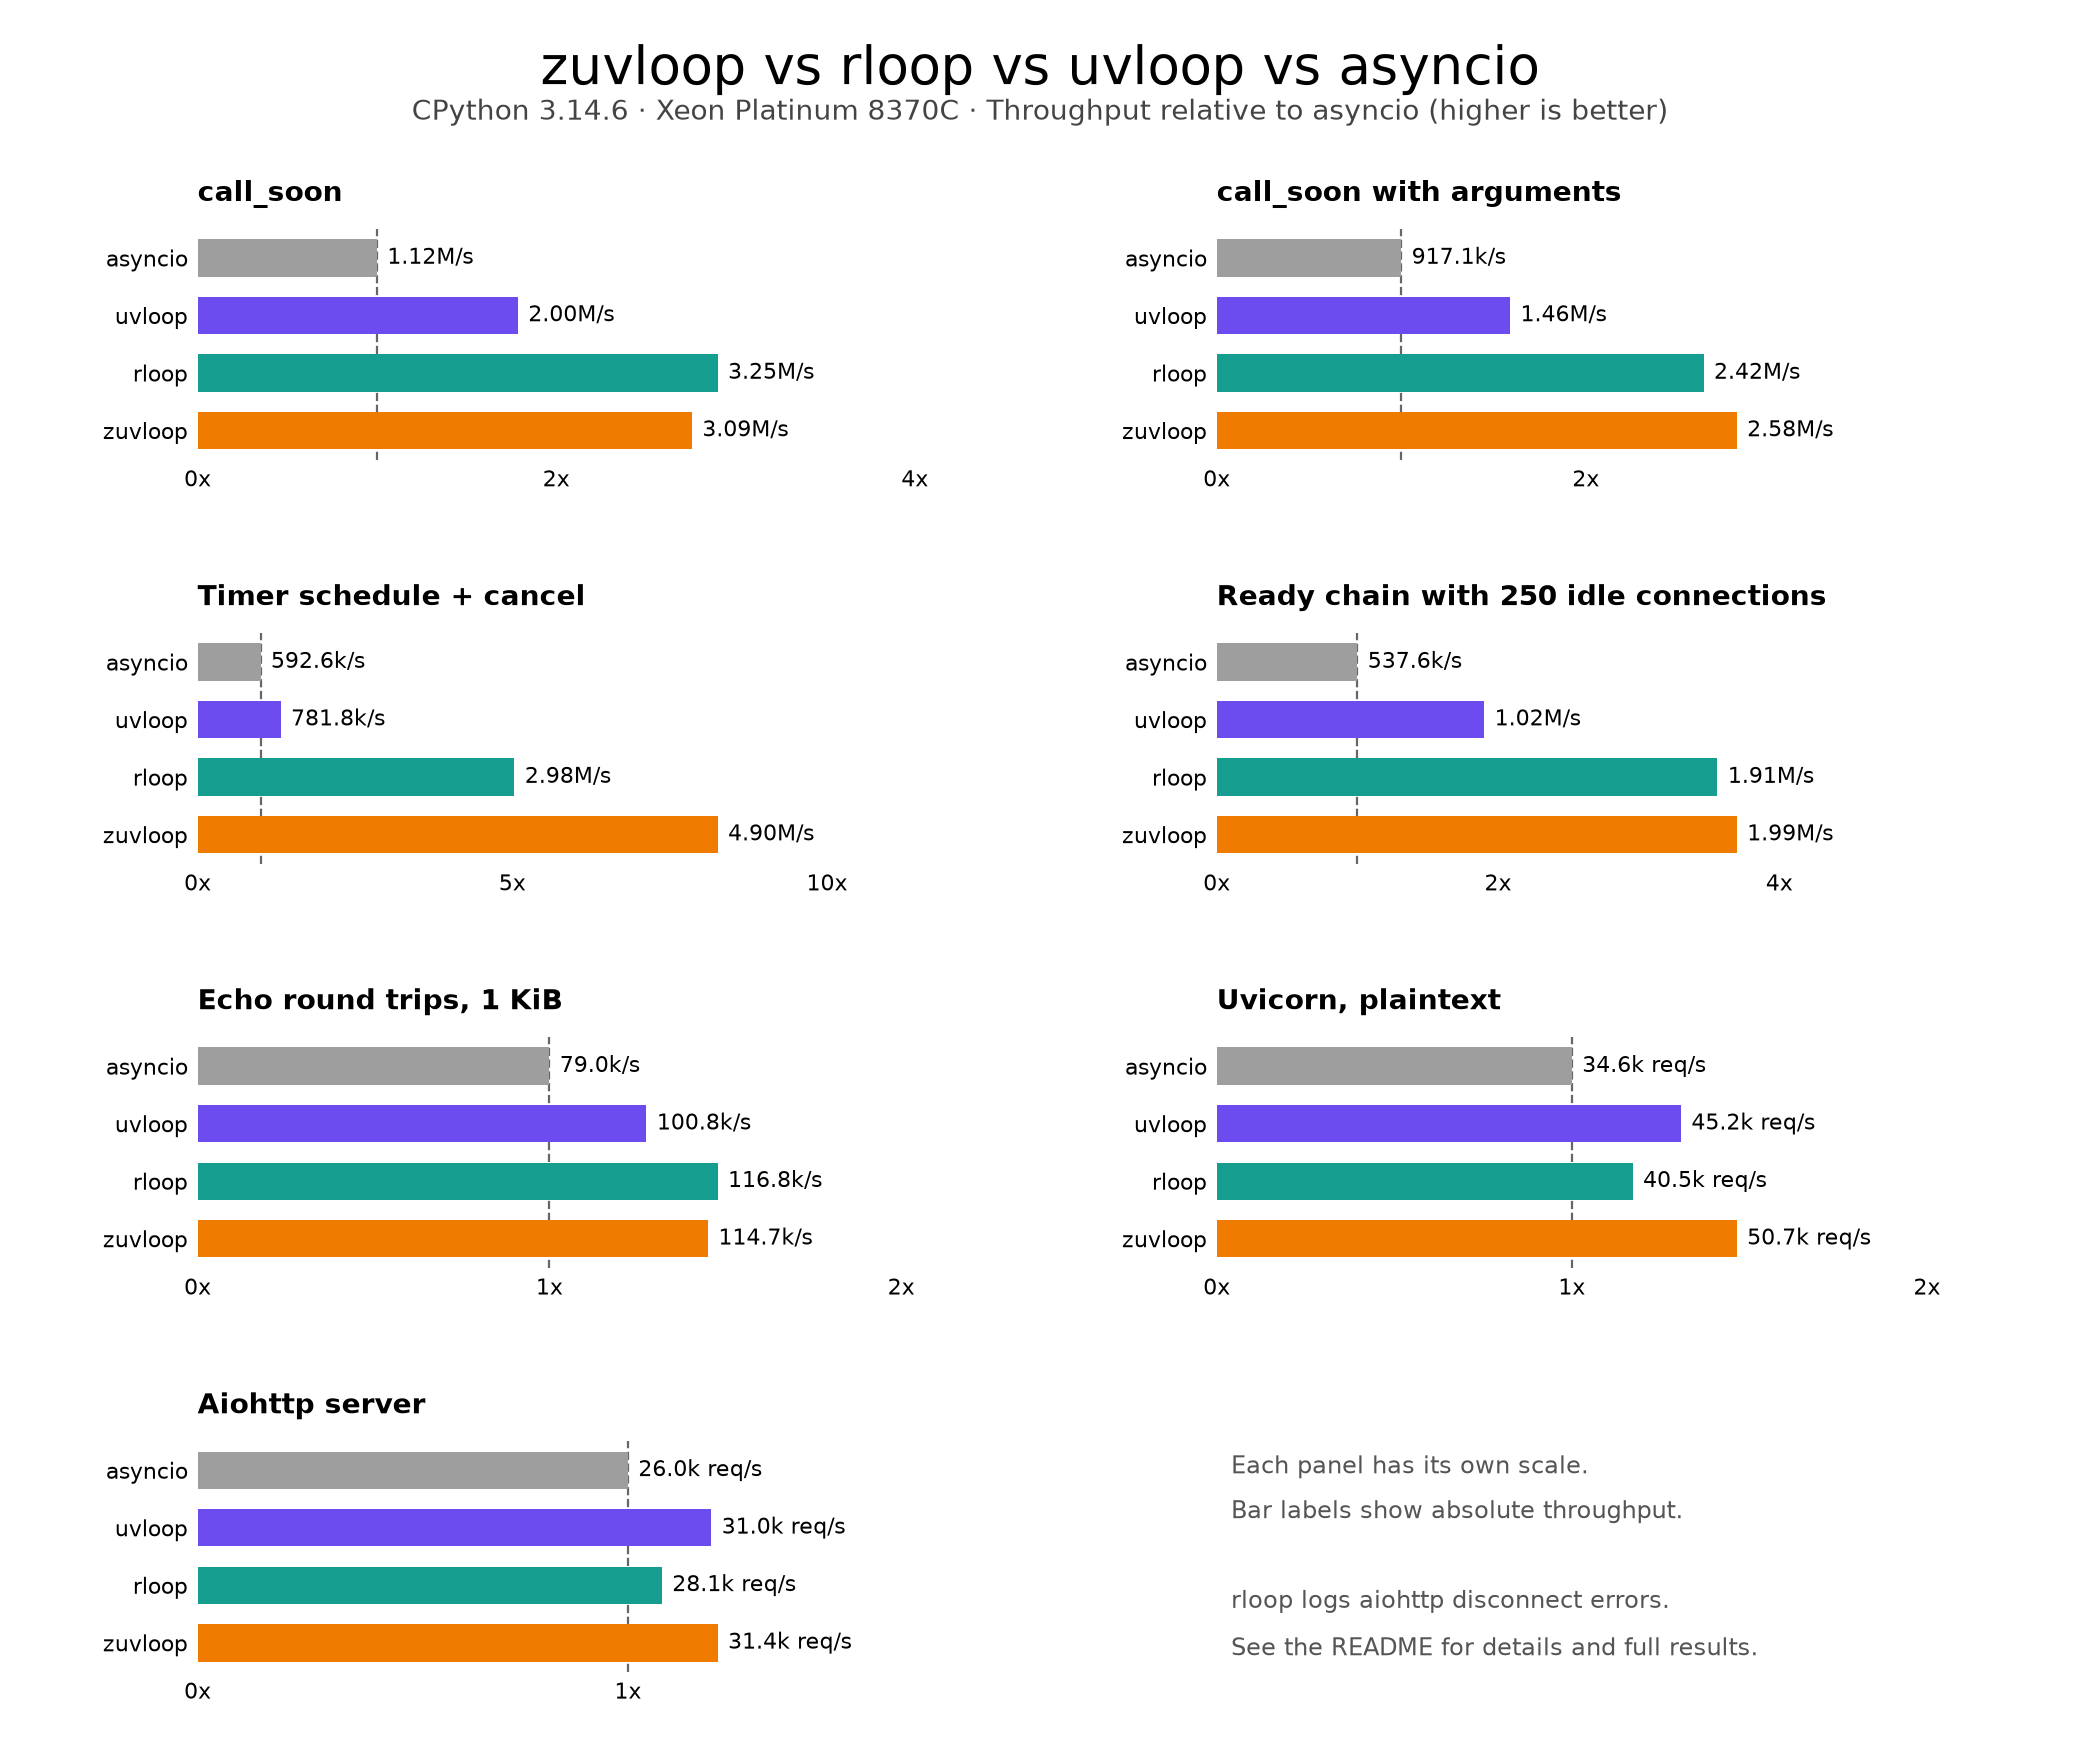 zuvloop vs rloop vs uvloop vs asyncio
CPython 3.14.6 · Xeon Platinum 8370C · Throughput relative to asyncio (higher is better)
call_soon
asyncio 1.12M/s
uvloop 2.00M/s
rloop 3.25M/s
zuvloop 3.09M/s
0x 2x 4x
call_soon with arguments
asyncio 917.1k/s
uvloop 1.46M/s
rloop 2.42M/s
zuvloop 2.58M/s
0x 2x
Timer schedule + cancel
asyncio 592.6k/s
uvloop 781.8k/s
rloop 2.98M/s
zuvloop 4.90M/s
0x 5x 10x
Ready chain with 250 idle connections
asyncio 537.6k/s
uvloop 1.02M/s
rloop 1.91M/s
zuvloop 1.99M/s
0x 2x 4x
Echo round trips, 1 KiB
asyncio 79.0k/s
uvloop 100.8k/s
rloop 116.8k/s
zuvloop 114.7k/s
0x 1x 2x
Uvicorn, plaintext
asyncio 34.6k req/s
uvloop 45.2k req/s
rloop 40.5k req/s
zuvloop 50.7k req/s
0x 1x 2x
Aiohttp server
asyncio 26.0k req/s
uvloop 31.0k req/s
rloop 28.1k req/s
zuvloop 31.4k req/s
0x 1x
Each panel has its own scale.
Bar labels show absolute throughput.
rloop logs aiohttp disconnect errors.
See the README for details and full results.